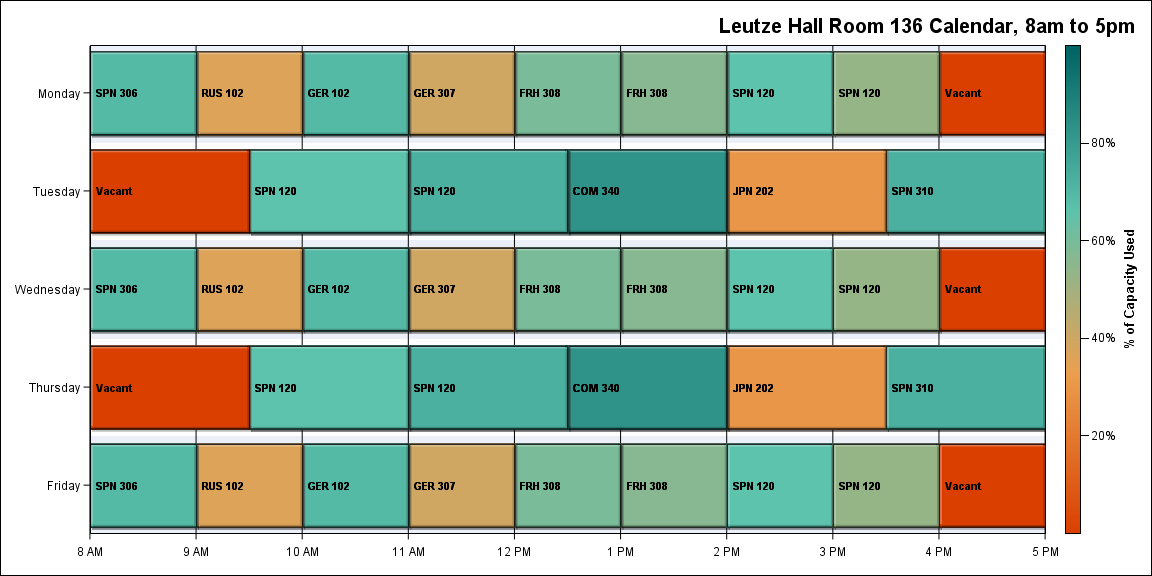 Leutze Hall Room 136 Calendar, 8am to 5pm
Monday
SPN 306
RUS 102
GER 102
GER 307
FRH 308
FRH 308
SPN 120
SPN 120
Vacant
Tuesday
Vacant
SPN 120
SPN 120
COM 340
JPN 202
SPN 310
Wednesday
SPN 306
RUS 102
GER 102
GER 307
FRH 308
FRH 308
SPN 120
SPN 120
Vacant
Thursday
Vacant
SPN 120
SPN 120
COM 340
JPN 202
SPN 310
Friday
SPN 306
RUS 102
GER 102
GER 307
FRH 308
FRH 308
SPN 120
SPN 120
Vacant
8 AM
9 AM
10 AM
11 AM
12 PM
1 PM
2 PM
3 PM
4 PM
5 PM
80%
60%
40%
20%
% of Capacity Used